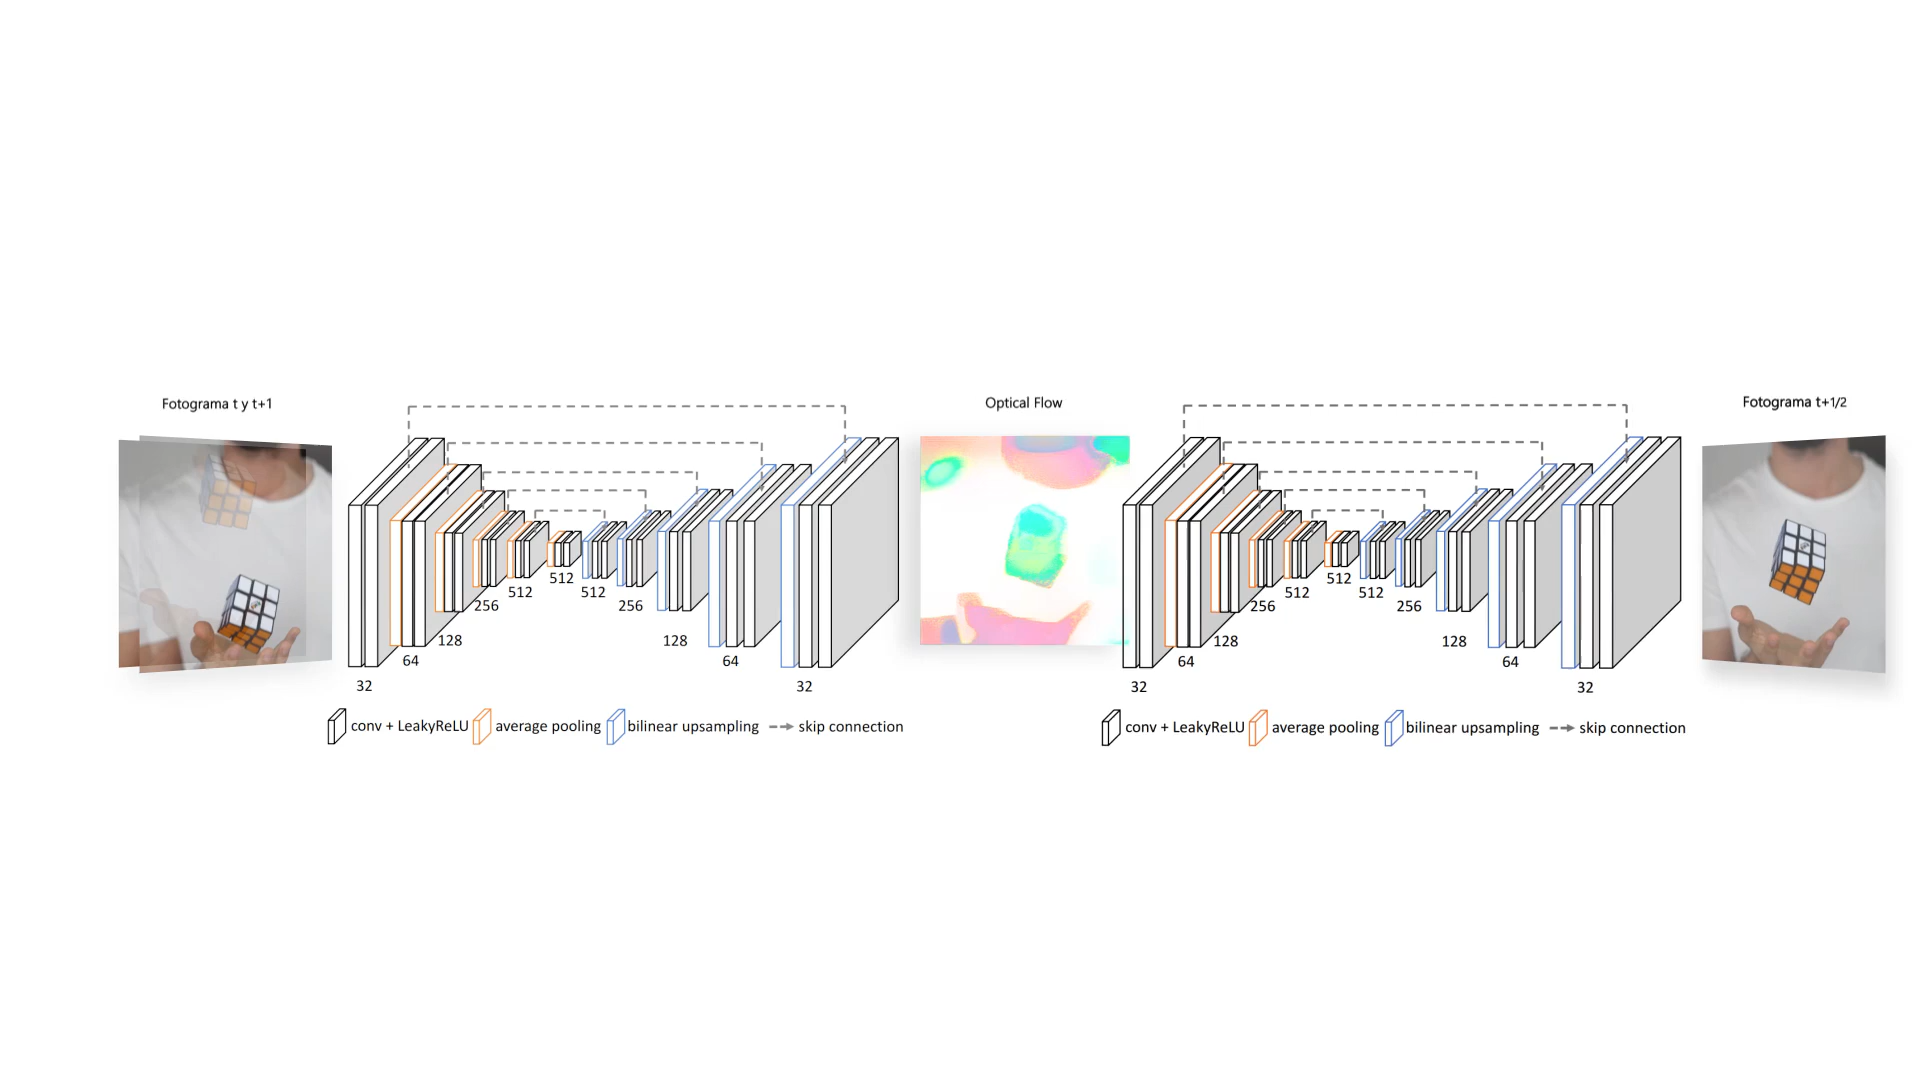 Fotograma t y t+1
Optical Flow
Fotograma t+1/2
32
64
128
256
512
512
512
256
128
64
32
conv + LeakyReLU
average pooling
bilinear upsampling
skip connection
32
64
128
256
512
512
512
256
128
64
32
conv + LeakyReLU
average pooling
bilinear upsampling
skip connection